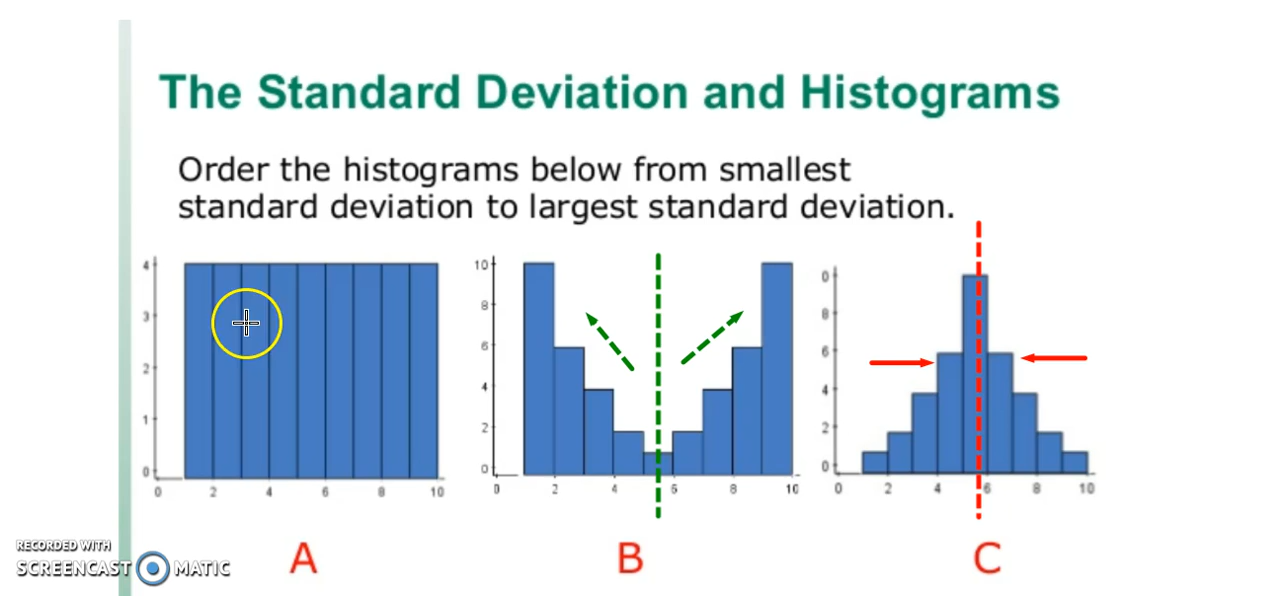 The Standard Deviation and Histograms
Order the histograms below from smallest
standard deviation to largest standard deviation.
4
3
2
1
0
0 2 4 6 8 10
10
8
6
4
2
0
0 2 4 6 8 10
0
8
6
4
2
0
0 2 4 6 8 10
A B C
RECORDED WITH
SCREENCAST MATIC